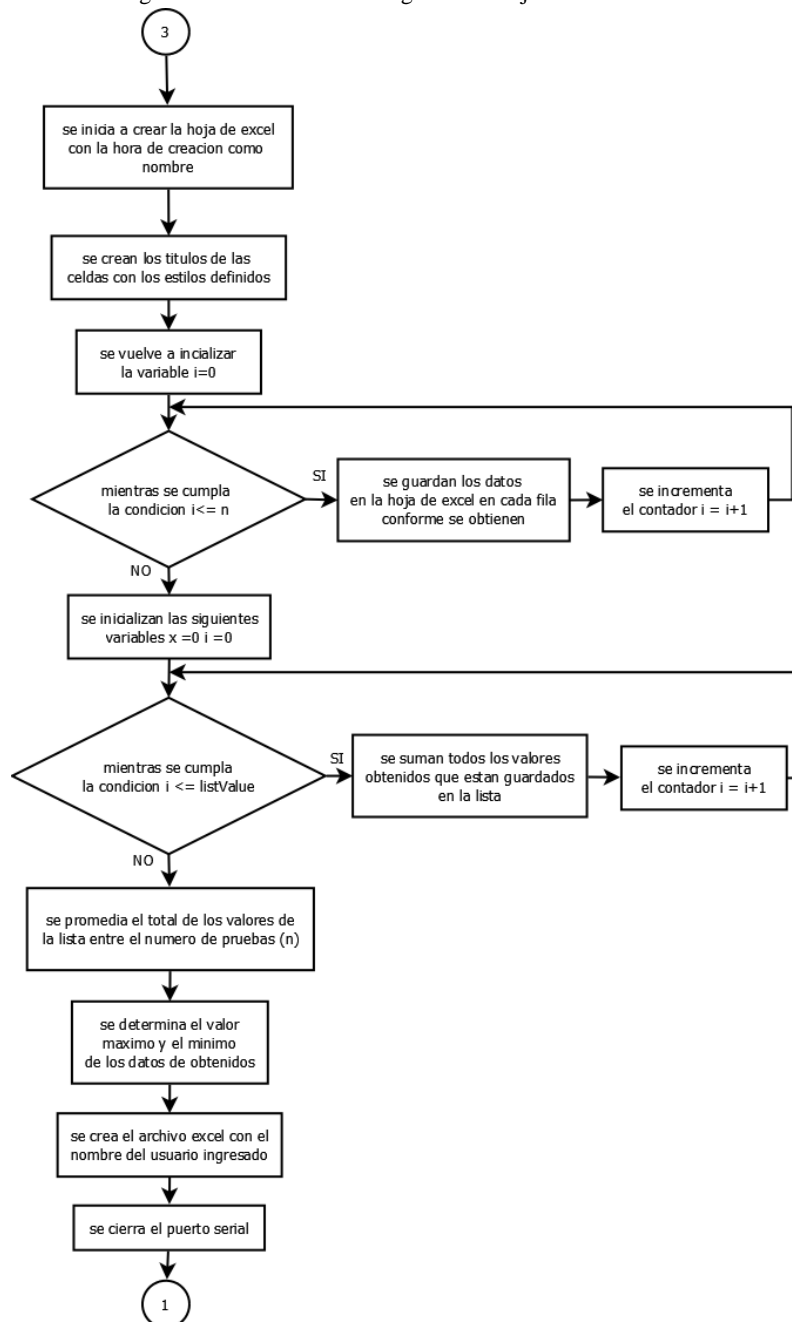 3
se inicia a crear la hoja de excel
con la hora de creacion como
nombre
se crean los titulos de las
celdas con los estilos definidos
se vuelve a incializar
la variable i=0
mientras se cumpla
la condicion i<= n
SI
se guardan los datos
en la hoja de excel en cada fila
conforme se obtienen
se incrementa
el contador i = i+1
NO
se inicializan las siguientes
variables x =0 i =0
mientras se cumpla
la condicion i <= listValue
SI
se suman todos los valores
obtenidos que estan guardados
en la lista
se incrementa
el contador i = i+1
NO
se promedia el total de los valores de
la lista entre el numero de pruebas (n)
se determina el valor
maximo y el minimo
de los datos de obtenidos
se crea el archivo excel con el
nombre del usuario ingresado
se cierra el puerto serial
1